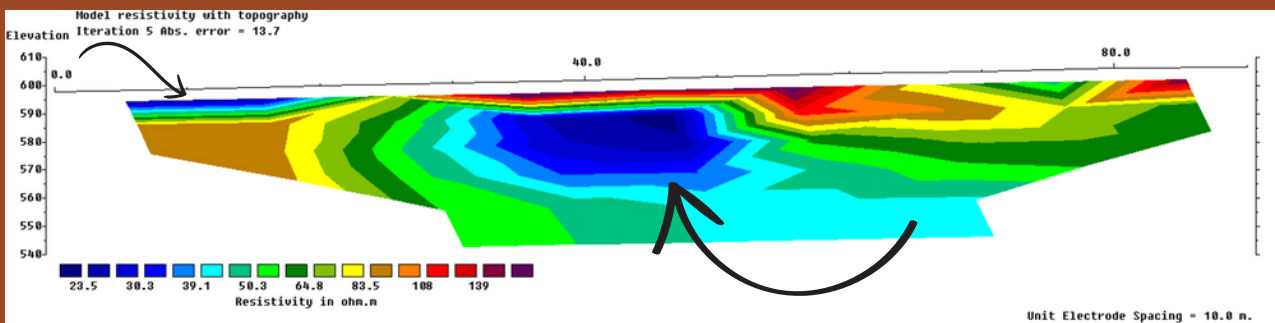 Model resistivity with topography
Elevation Iteration 5 Abs. error = 13.7
610
0.0 40.0 80.0
600
590
580
570
560
550
540
23.5 30.3 39.1 50.3 64.8 83.5 108 139
Resistivity in ohm.m
Unit Electrode Spacing = 10.0 m.